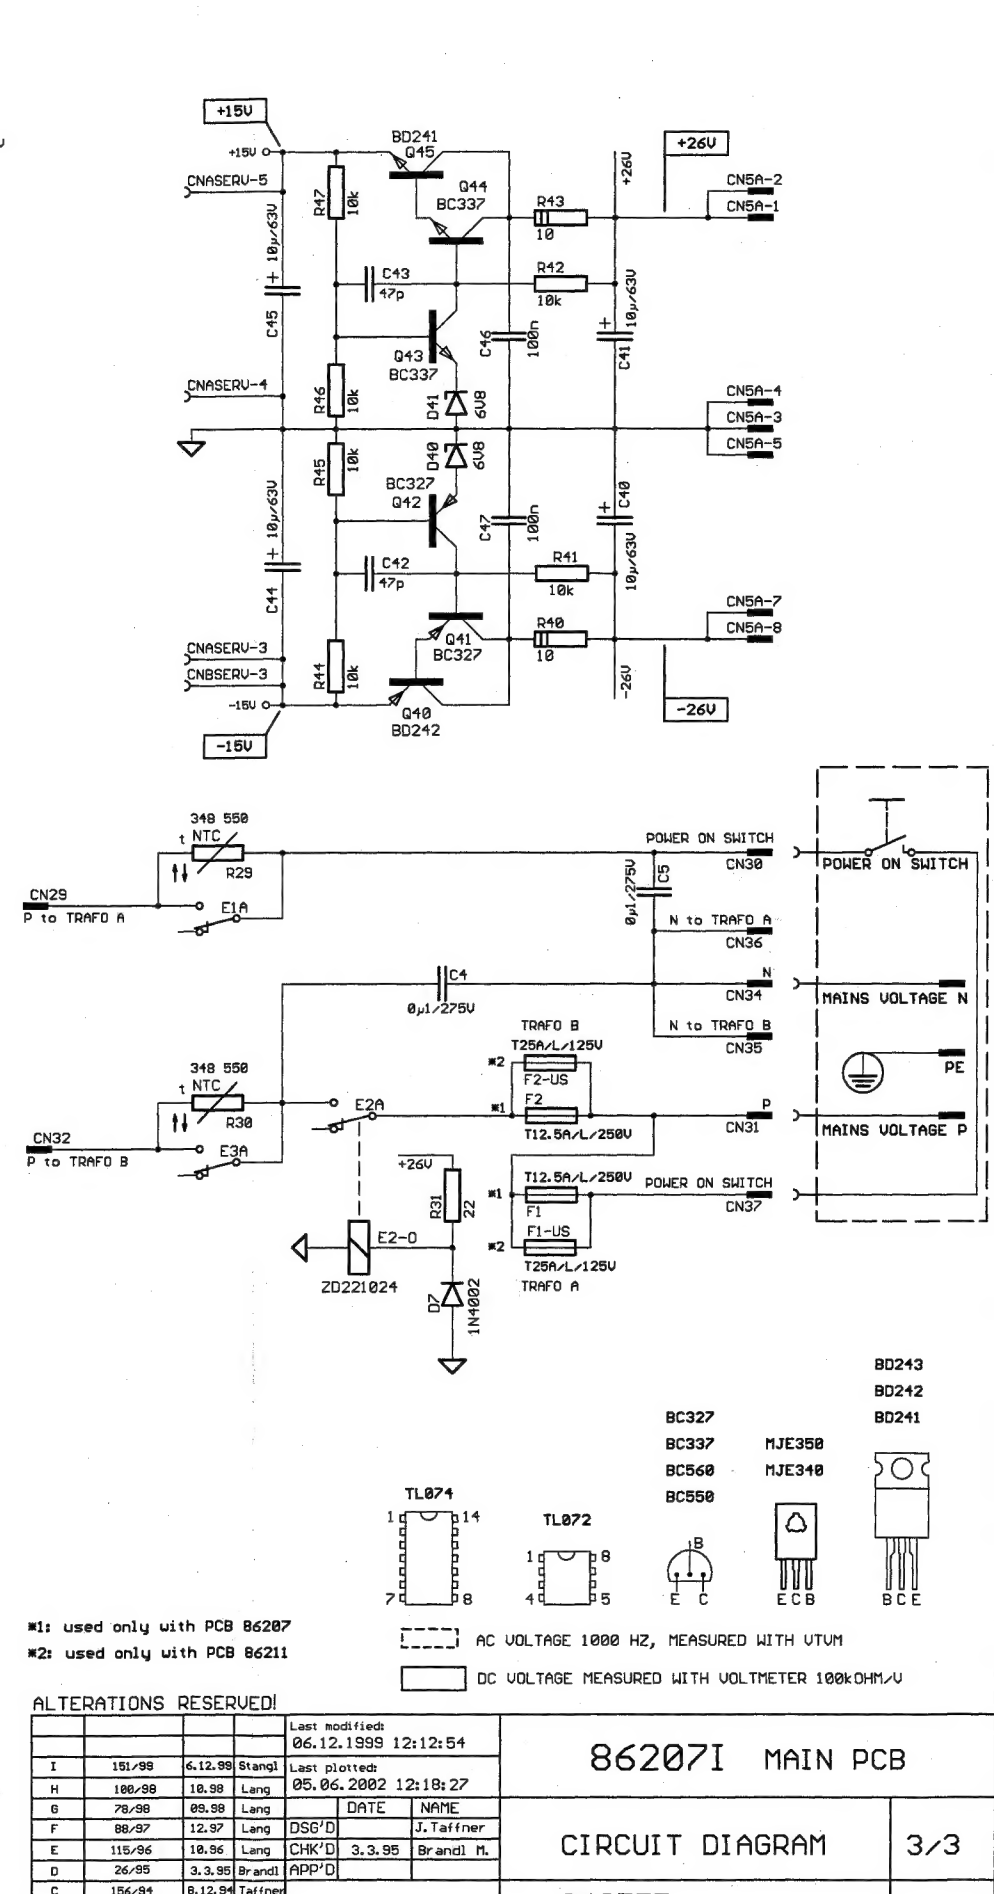 +15V
BD241
Q45
+15V
+26V
+26V
CNASERV-5
R47
10k
Q44
BC337
CN5A-2
CN5A-1
R43
10
+ 10µ/63V
C45
C43
47p
R42
10k
10µ/63V
+
C41
Q43
BC337
C46
100n
CNASERV-4
R46
10k
D41
6V8
CN5A-4
CN5A-3
CN5A-5
R45
10k
D40
6V8
BC327
Q42
+ 10µ/63V
C44
C47
100n
+
C40
10µ/63V
C42
47p
R41
10k
CN5A-7
CN5A-8
R40
10
Q41
BC327
CNASERV-3
CNBSERV-3
R44
10k
-15V
-26V
-26V
Q40
BD242
-15V
348 550
t NTC
R29
POWER ON SWITCH
CN30
POWER ON SWITCH
0µ1/275V
C5
CN29
P to TRAFO A
E1A
N to TRAFO A
CN36
C4
0µ1/275V
N
CN34
MAINS VOLTAGE N
N to TRAFO B
CN35
TRAFO B
T25A/L/125V
*2
F2-US
PE
348 550
t NTC
R30
E2A
*1
F2
T12.5A/L/250V
P
CN31
MAINS VOLTAGE P
CN32
P to TRAFO B
E3A
+26V
R31
22
T12.5A/L/250V
*1
F1
POWER ON SWITCH
CN37
E2-O
F1-US
*2
T25A/L/125V
TRAFO A
ZD221024
D7
1N4002
BD243
BD242
BD241
BC327
BC337
BC560
BC550
MJE350
MJE340
TL074
1 14
7 8
TL072
1 8
4 5
B
E C
E C B
B C E
*1: used only with PCB 86207
*2: used only with PCB 86211
AC VOLTAGE 1000 HZ, MEASURED WITH VTVM
DC VOLTAGE MEASURED WITH VOLTMETER 100kOHM/V
ALTERATIONS RESERVED!
Last modified:
06.12.1999 12:12:54
I 151/99 6.12.99 Stangl
Last plotted:
05.06.2002 12:18:27
H 100/98 10.98 Lang
G 78/98 09.98 Lang
DATE NAME
F 88/97 12.97 Lang DSG'D J.Taffner
E 115/96 10.96 Lang CHK'D 3.3.95 Brandl M.
D 26/95 3.3.95 Brandl APP'D
C 156/94 8.12.94 Taffner
86207I MAIN PCB
CIRCUIT DIAGRAM 3/3